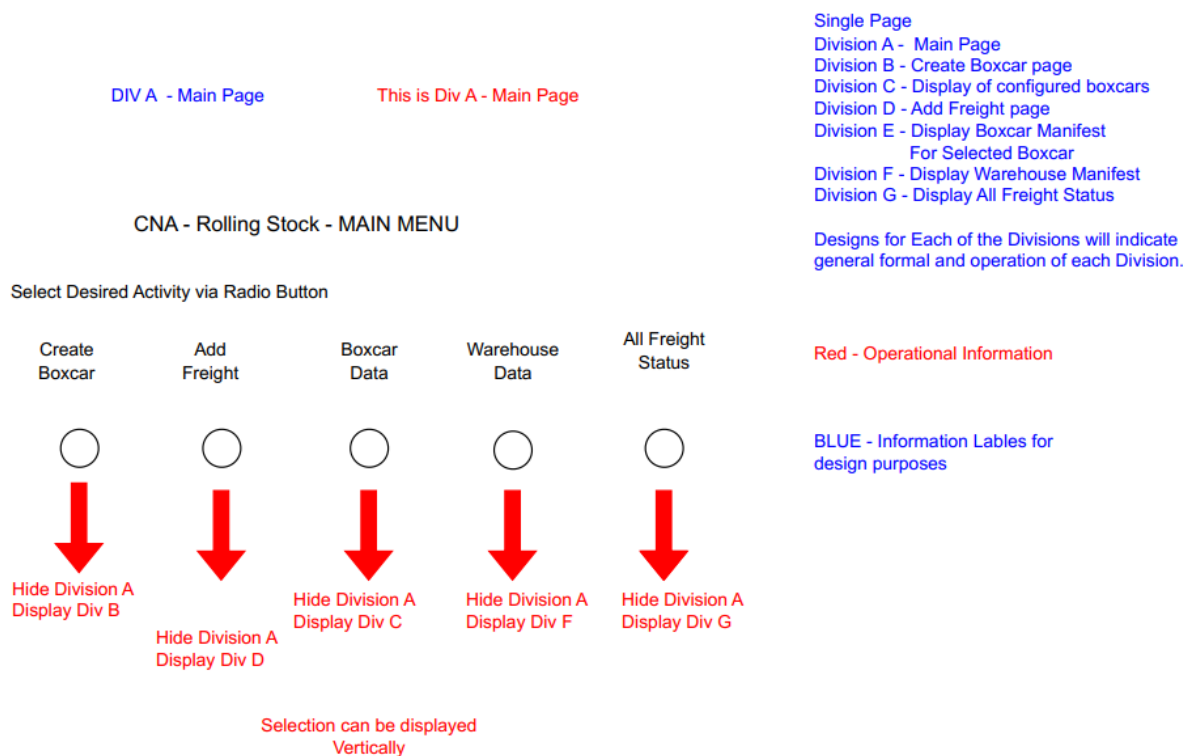 DIV A - Main Page
This is Div A - Main Page
Single Page
Division A - Main Page
Division B - Create Boxcar page
Division C - Display of configured boxcars
Division D - Add Freight page
Division E - Display Boxcar Manifest
For Selected Boxcar
Division F - Display Warehouse Manifest
Division G - Display All Freight Status
Designs for Each of the Divisions will indicate
general formal and operation of each Division.
CNA - Rolling Stock - MAIN MENU
Select Desired Activity via Radio Button
Create
Boxcar
Add
Freight
Boxcar
Data
Warehouse
Data
All Freight
Status
Red - Operational Information
BLUE - Information Lables for
design purposes
Hide Division A
Display Div B
Hide Division A
Display Div D
Hide Division A
Display Div C
Hide Division A
Display Div F
Hide Division A
Display Div G
Selection can be displayed
Vertically